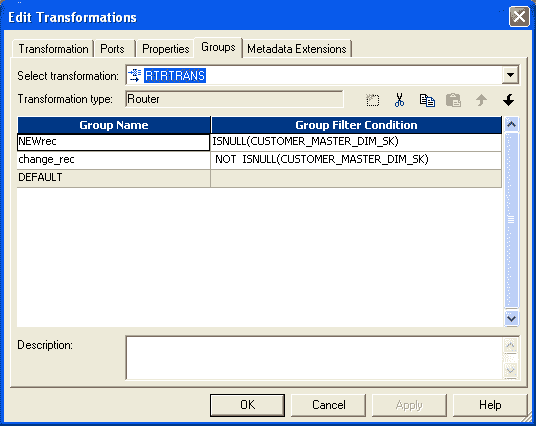 Edit Transformations
Transformation Ports Properties Groups Metadata Extensions
Select transformation: RTRTRANS
Transformation type: Router
Group Name Group Filter Condition
NEWrec ISNULL(CUSTOMER_MASTER_DIM_SK)
change_rec NOT ISNULL(CUSTOMER_MASTER_DIM_SK)
DEFAULT
Description:
OK Cancel Apply Help